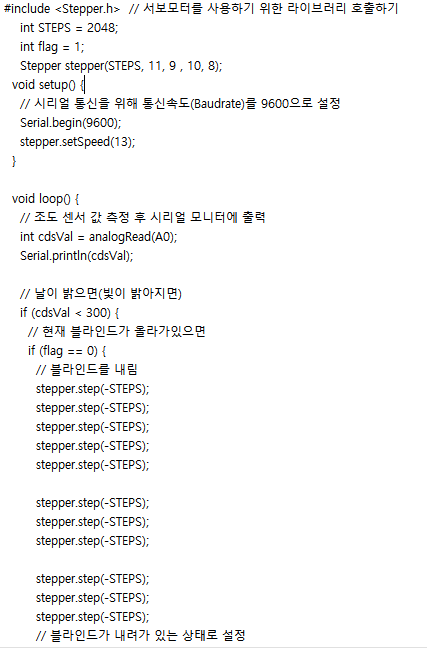 #include <Stepper.h>  // 서보모터를 사용하기 위한 라이브러리 호출하기
int STEPS = 2048;
int flag = 1;
Stepper stepper(STEPS, 11, 9 , 10, 8);
void setup() {
// 시리얼 통신을 위해 통신속도(Baudrate)를 9600으로 설정
Serial.begin(9600);
stepper.setSpeed(13);
}
void loop() {
// 조도 센서 값 측정 후 시리얼 모니터에 출력
int cdsVal = analogRead(A0);
Serial.println(cdsVal);
// 날이 밝으면(빛이 밝아지면)
if (cdsVal < 300) {
// 현재 블라인드가 올라가있으면
if (flag == 0) {
// 블라인드를 내림
stepper.step(-STEPS);
stepper.step(-STEPS);
stepper.step(-STEPS);
stepper.step(-STEPS);
stepper.step(-STEPS);
stepper.step(-STEPS);
stepper.step(-STEPS);
stepper.step(-STEPS);
stepper.step(-STEPS);
stepper.step(-STEPS);
stepper.step(-STEPS);
// 블라인드가 내려가 있는 상태로 설정